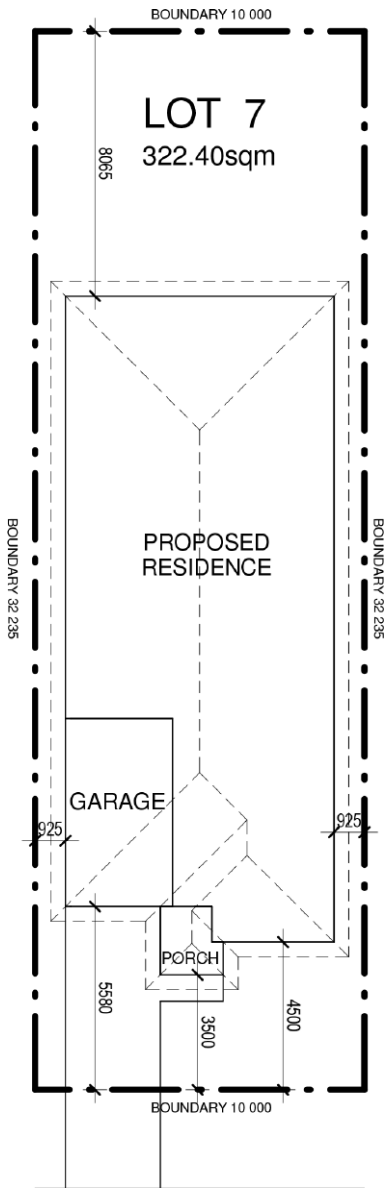 BOUNDARY 10 000
LOT 7
322.40sqm
8065
PROPOSED
RESIDENCE
BOUNDARY 32 235
BOUNDARY 32 235
GARAGE
925
925
PORCH
5580
3500
4500
BOUNDARY 10 000